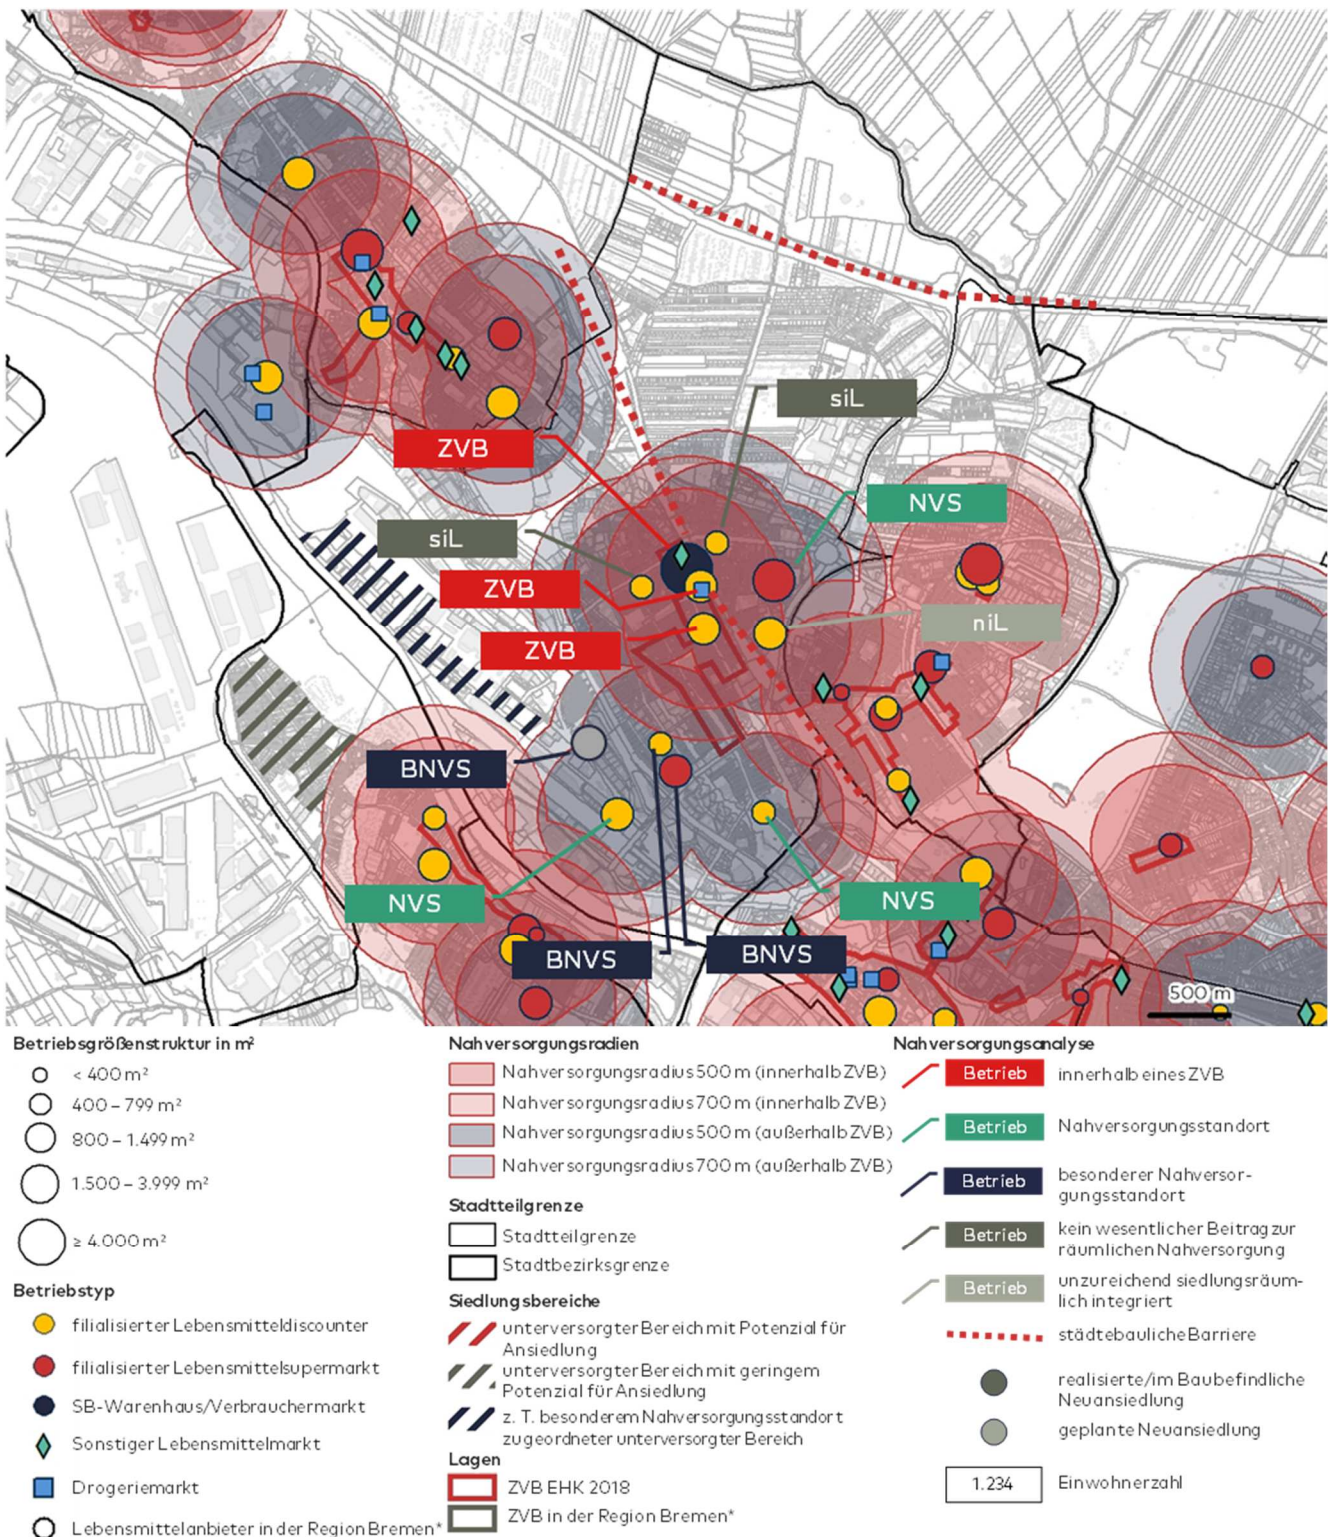 siL
ZVB
NVS
siL
ZVB
niL
ZVB
BNVS
NVS
NVS
BNVS
BNVS
500 m
Betriebsgrößenstruktur in m²
< 400 m²
400 – 799 m²
800 – 1.499 m²
1.500 – 3.999 m²
≥ 4.000 m²
Betriebstyp
filialisierter Lebensmitteldiscounter
filialisierter Lebensmittelsupermarkt
SB-Warenhaus/Verbrauchermarkt
Sonstiger Lebensmittelmarkt
Drogeriemarkt
Lebensmittelanbieter in der Region Bremen*
Nahversorgungsradien
Nahversorgungsradius 500 m (innerhalb ZVB)
Nahversorgungsradius 700 m (innerhalb ZVB)
Nahversorgungsradius 500 m (außerhalb ZVB)
Nahversorgungsradius 700 m (außerhalb ZVB)
Stadtteilgrenze
Stadtteilgrenze
Stadtbezirksgrenze
Siedlungsbereiche
unterversorgter Bereich mit Potenzial für
Ansiedlung
unterversorgter Bereich mit geringem
Potenzial für Ansiedlung
z. T. besonderem Nahversorgungsstandort
zugeordneter unterversorgter Bereich
Lagen
ZVB EHK 2018
ZVB in der Region Bremen*
Nahversorgungsanalyse
Betrieb innerhalb eines ZVB
Betrieb Nahversorgungsstandort
Betrieb besonderer Nahversor-
gungsstandort
Betrieb kein wesentlicher Beitrag zur
räumlichen Nahversorgung
Betrieb unzureichend siedlungsräum-
lich integriert
städtebauliche Barriere
realisierte/im Bau befindliche
Neuansiedlung
geplante Neuansiedlung
1.234 Einwohnerzahl